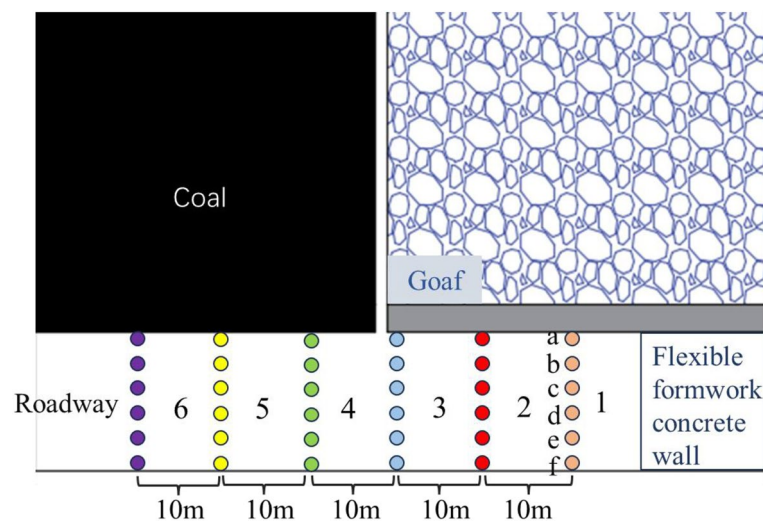 Coal
Goaf
a
b
c
d
e
f
Roadway
6
5
4
3
2
1
Flexible
formwork
concrete
wall
10m
10m
10m
10m
10m